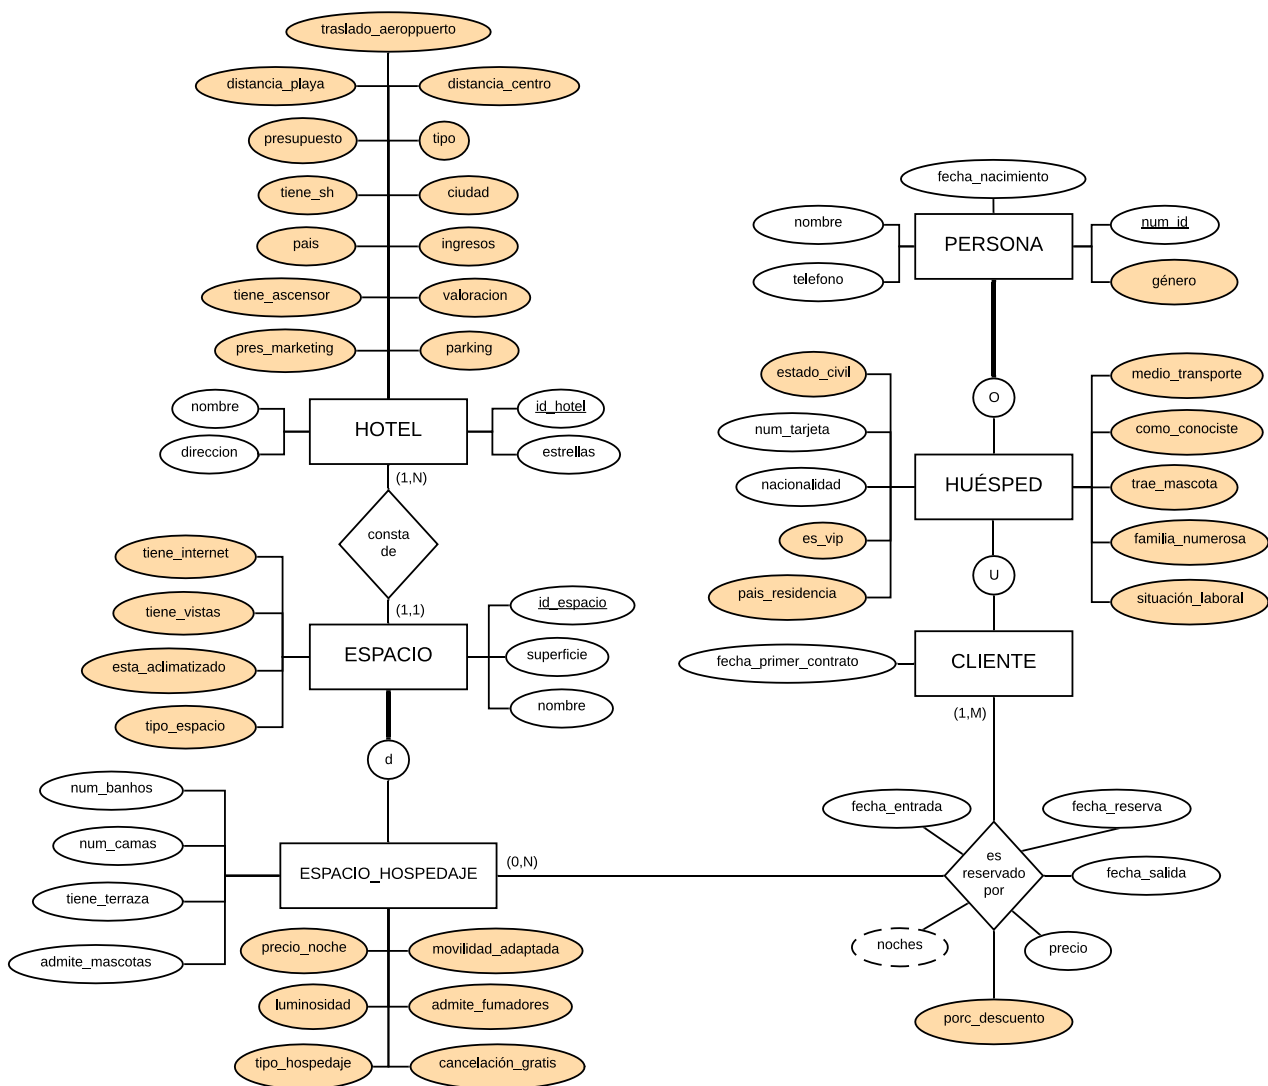 traslado_aeroppuerto
distancia_playa
distancia_centro
presupuesto
tipo
tiene_sh
ciudad
pais
ingresos
tiene_ascensor
valoracion
pres_marketing
parking
nombre
id_hotel
HOTEL
direccion
estrellas
(1,N)
consta
de
(1,1)
tiene_internet
tiene_vistas
esta_aclimatizado
tipo_espacio
ESPACIO
id_espacio
superficie
nombre
d
num_banhos
num_camas
tiene_terraza
admite_mascotas
ESPACIO_HOSPEDAJE
(0,N)
precio_noche
movilidad_adaptada
luminosidad
admite_fumadores
tipo_hospedaje
cancelación_gratis
fecha_nacimiento
nombre
num_id
PERSONA
telefono
género
O
estado_civil
medio_transporte
num_tarjeta
como_conociste
nacionalidad
HUÉSPED
trae_mascota
es_vip
familia_numerosa
pais_residencia
situación_laboral
U
fecha_primer_contrato
CLIENTE
(1,M)
fecha_entrada
fecha_reserva
es
reservado
por
fecha_salida
noches
precio
porc_descuento